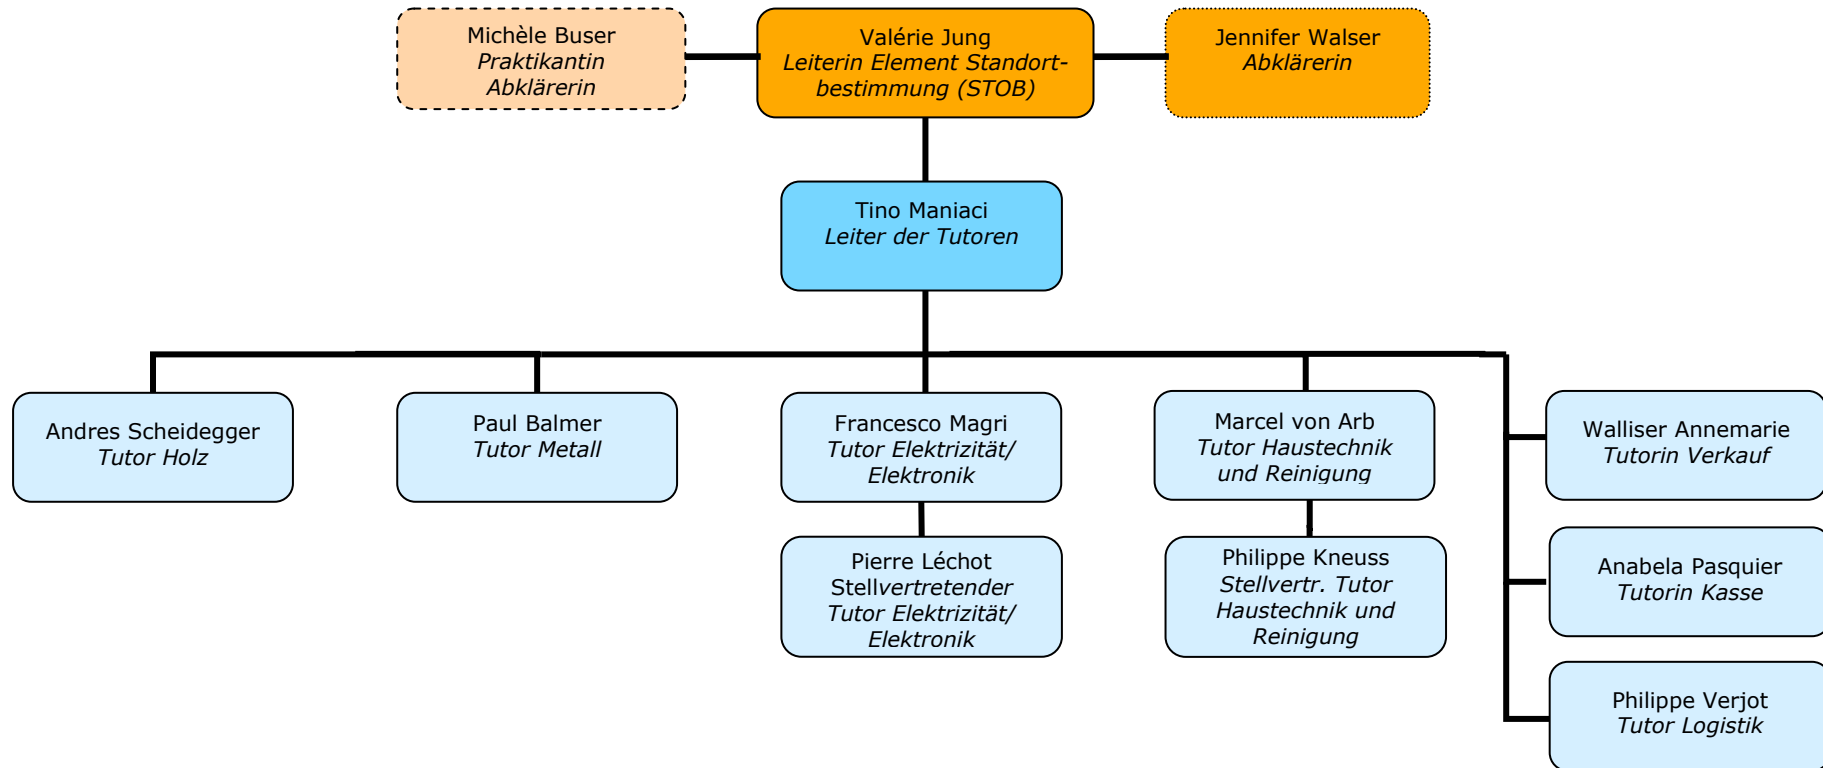 Michèle Buser
Praktikantin
Abklärerin
Valérie Jung
Leiterin Element Standort-
bestimmung (STOB)
Jennifer Walser
Abklärerin
Tino Maniaci
Leiter der Tutoren
Andres Scheidegger
Tutor Holz
Paul Balmer
Tutor Metall
Francesco Magri
Tutor Elektrizität/
Elektronik
Marcel von Arb
Tutor Haustechnik
und Reinigung
Walliser Annemarie
Tutorin Verkauf
Pierre Léchot
Stellvertretender
Tutor Elektrizität/
Elektronik
Philippe Kneuss
Stellvertr. Tutor
Haustechnik und
Reinigung
Anabela Pasquier
Tutorin Kasse
Philippe Verjot
Tutor Logistik